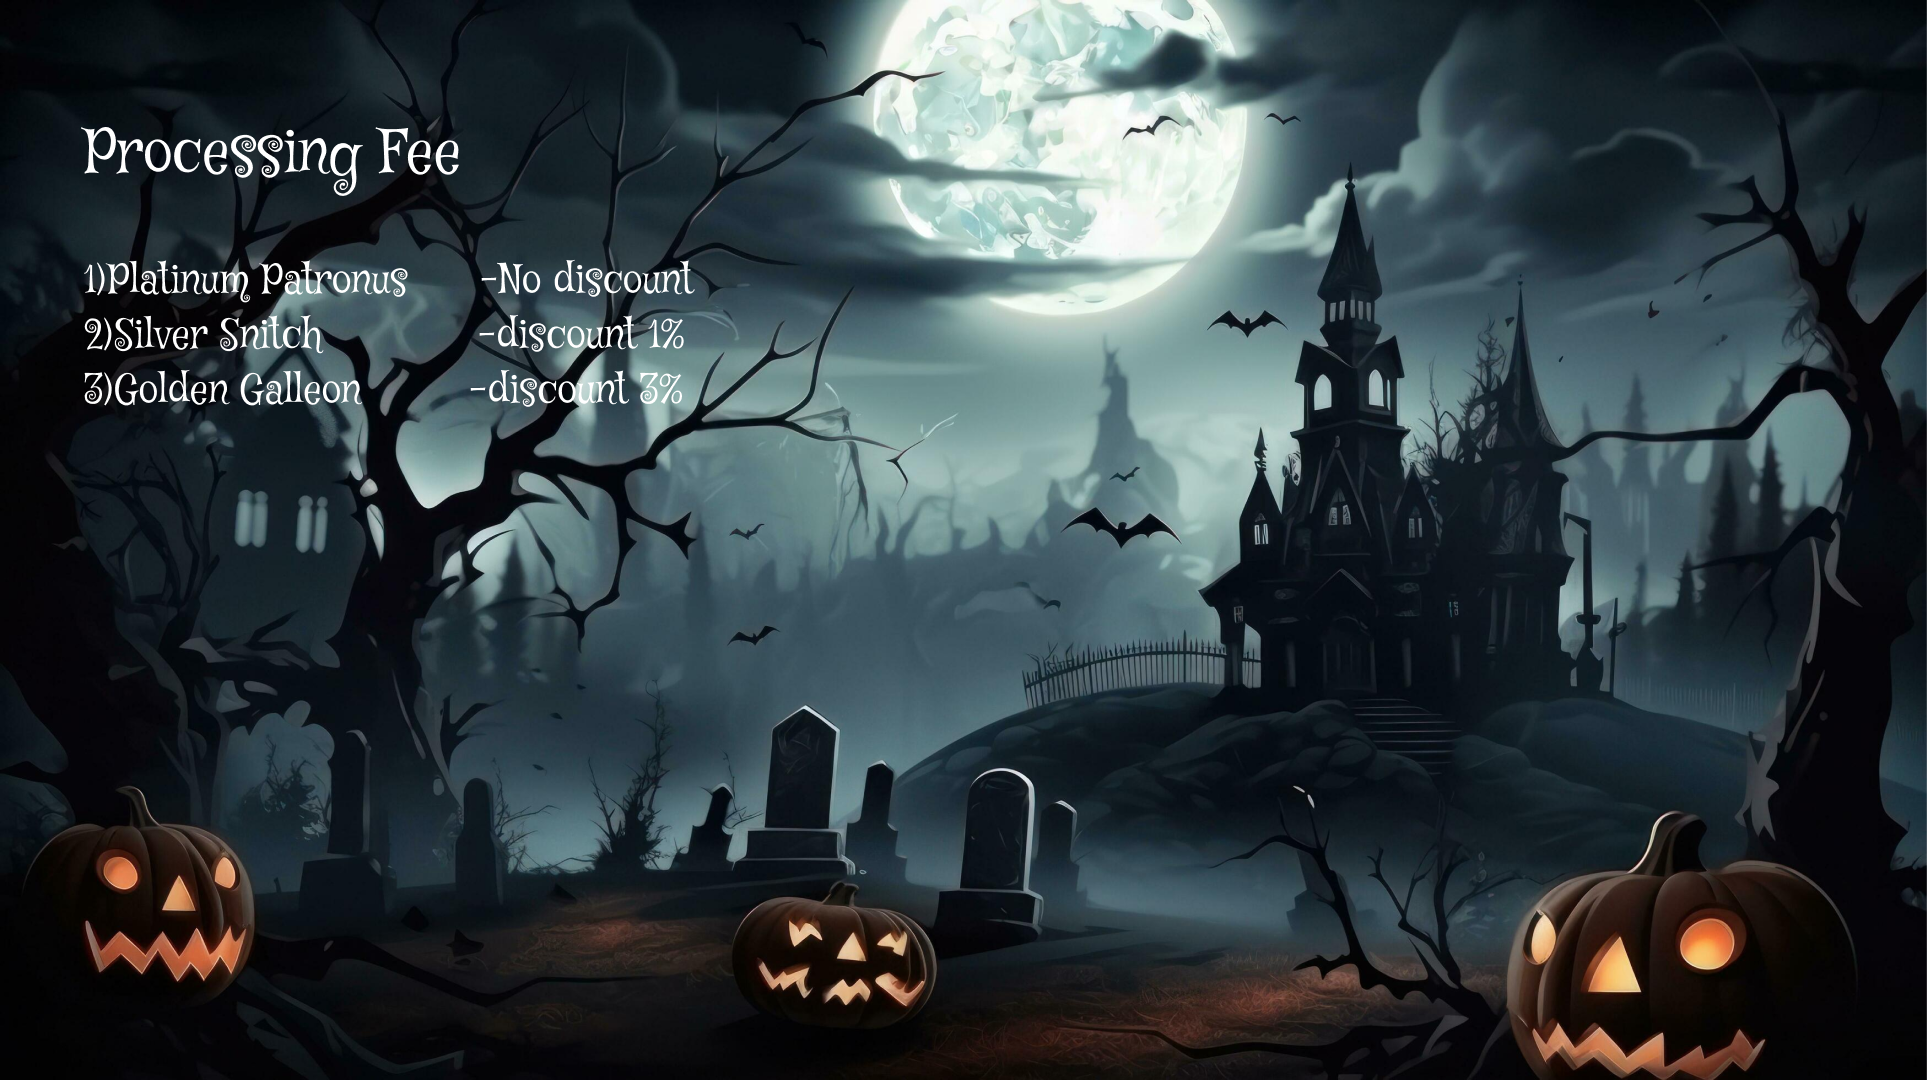 Processing Fee
1)Platinum Patronus -No discount
2)Silver Snitch -discount 1%
3)Golden Galleon -discount 3%